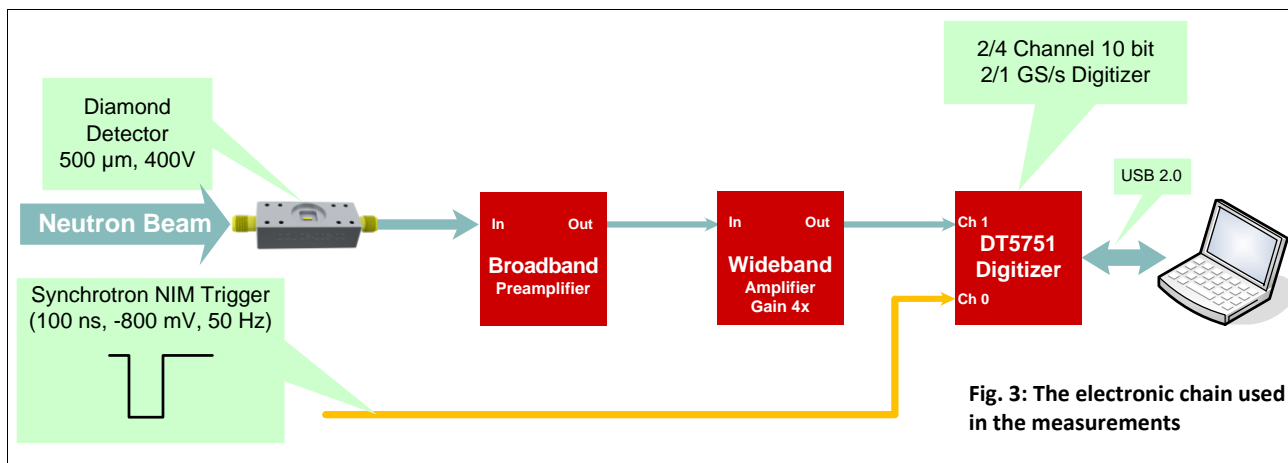 2/4 Channel 10 bit
2/1 GS/s Digitizer
Diamond
Detector
500 µm, 400V
USB 2.0
Neutron Beam
In
Out
Broadband
Preamplifier
In
Out
Wideband
Amplifier
Gain 4x
Ch 1
DT5751
Digitizer
Ch 0
Synchrotron NIM Trigger
(100 ns, -800 mV, 50 Hz)
Fig. 3: The electronic chain used
in the measurements